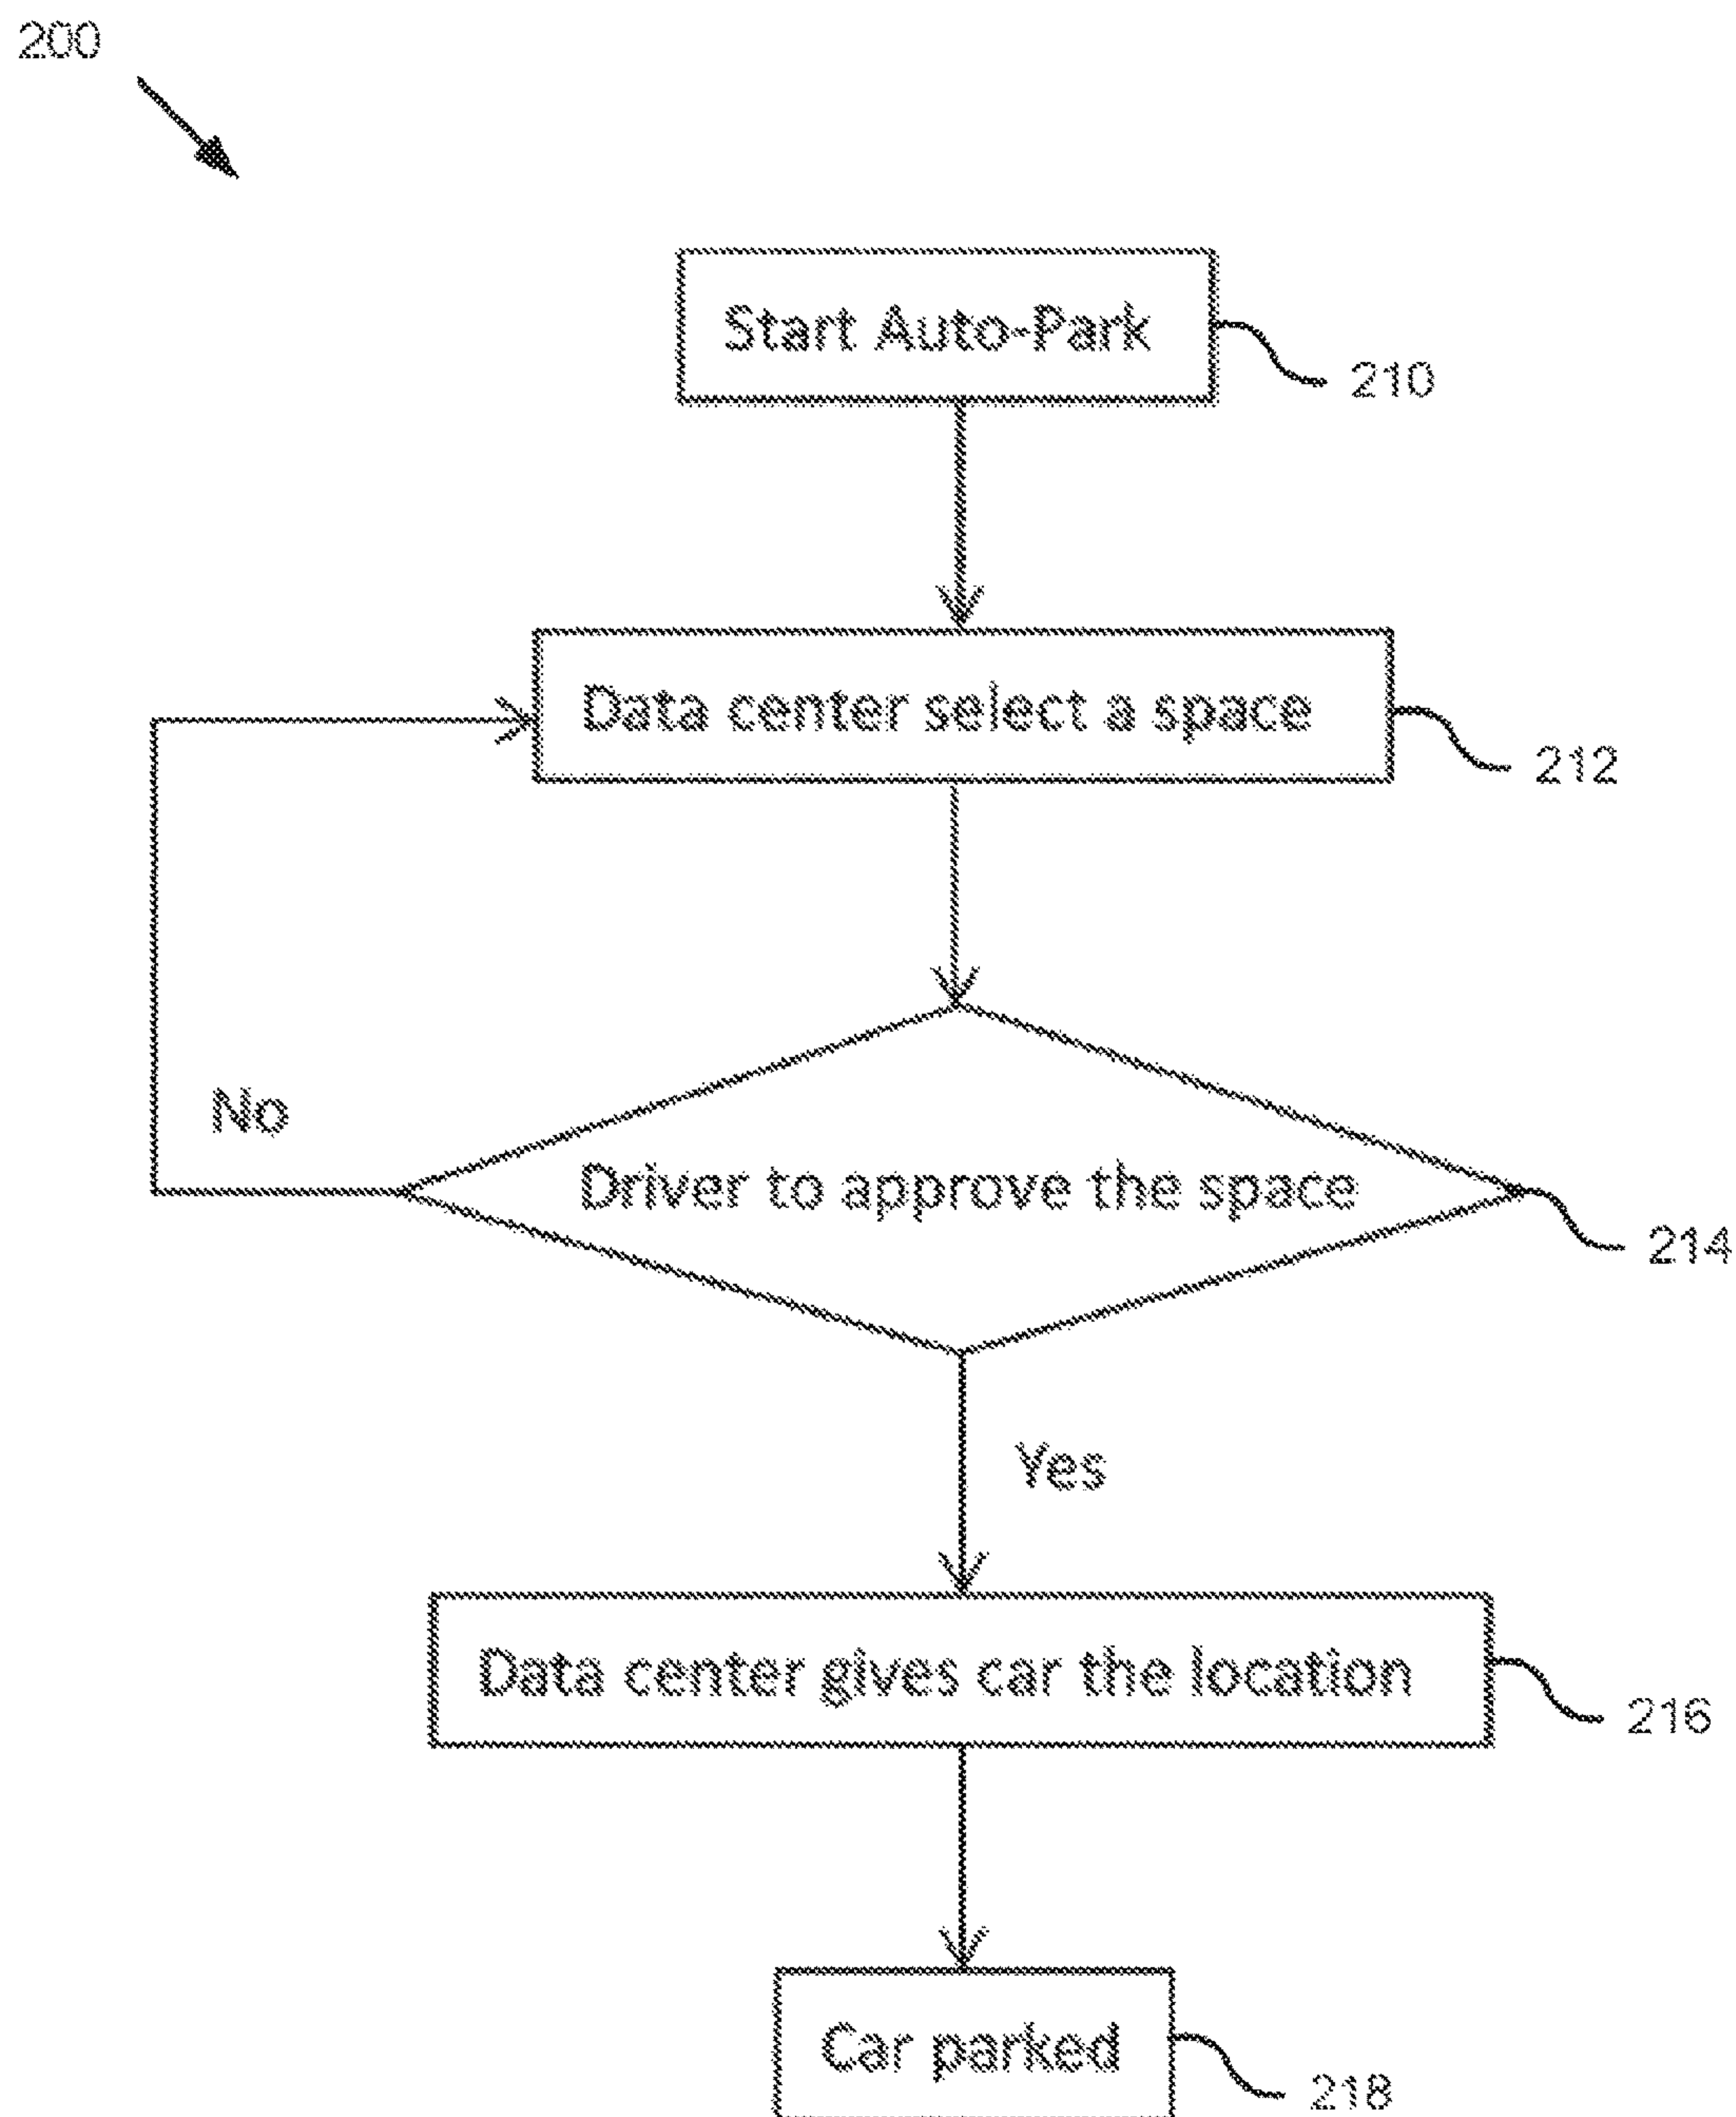 200
Start Auto-Park
210
Data center select a space
212
No
Driver to approve the space
214
Yes
Data center gives car the location
216
Car parked
218